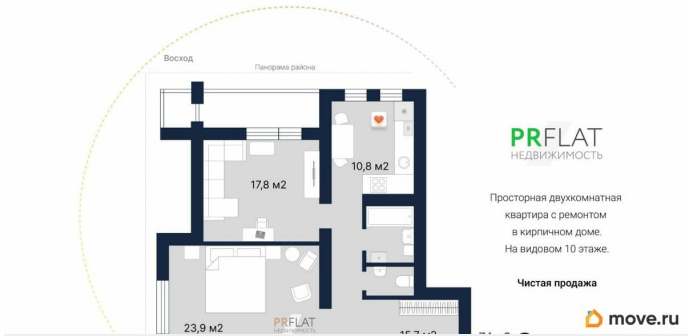 Восход
Панорама района
10,8 м2
17,8 м2
PRFLAT
НЕДВИЖИМОСТЬ
Просторная двухкомнатная
квартира с ремонтом
в кирпичном доме.
На видовом 10 этаже.
Чистая продажа
23,9 м2
PRFLAT
НЕДВИЖИМОСТЬ
move.ru